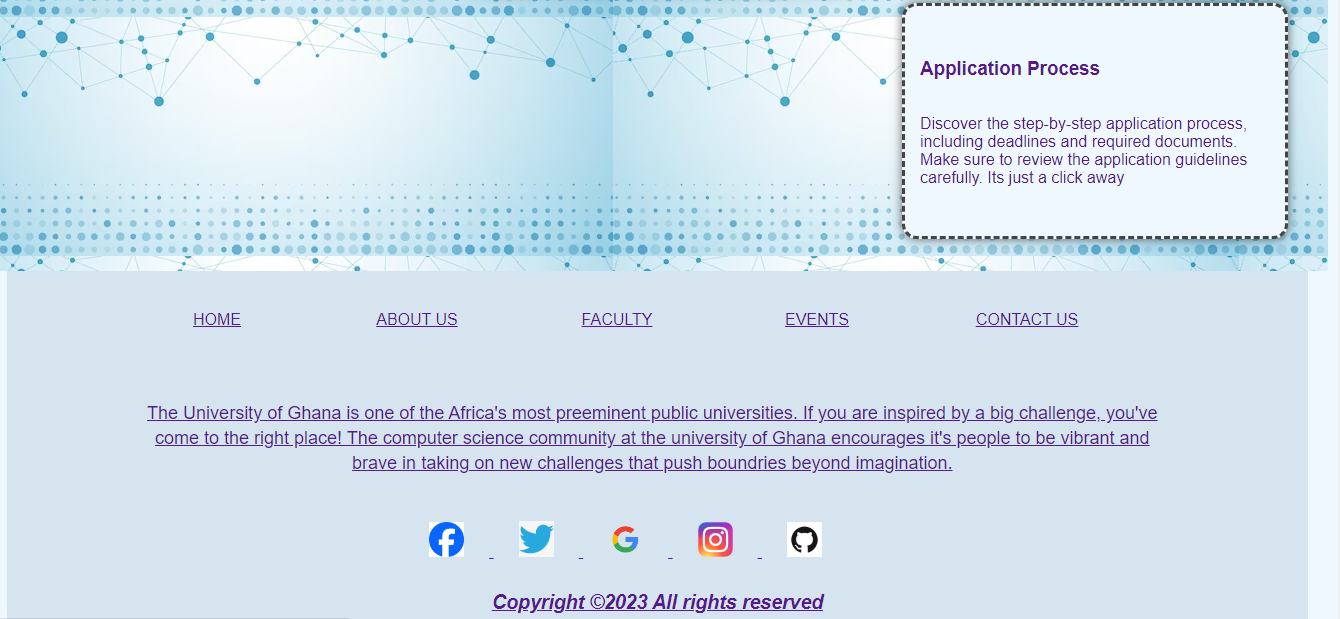 Application Process
Discover the step-by-step application process,
including deadlines and required documents.
Make sure to review the application guidelines
carefully. Its just a click away
HOME ABOUT US FACULTY EVENTS CONTACT US
The University of Ghana is one of the Africa's most preeminent public universities. If you are inspired by a big challenge, you've
come to the right place! The computer science community at the university of Ghana encourages it's people to be vibrant and
brave in taking on new challenges that push boundries beyond imagination.
Copyright ©2023 All rights reserved